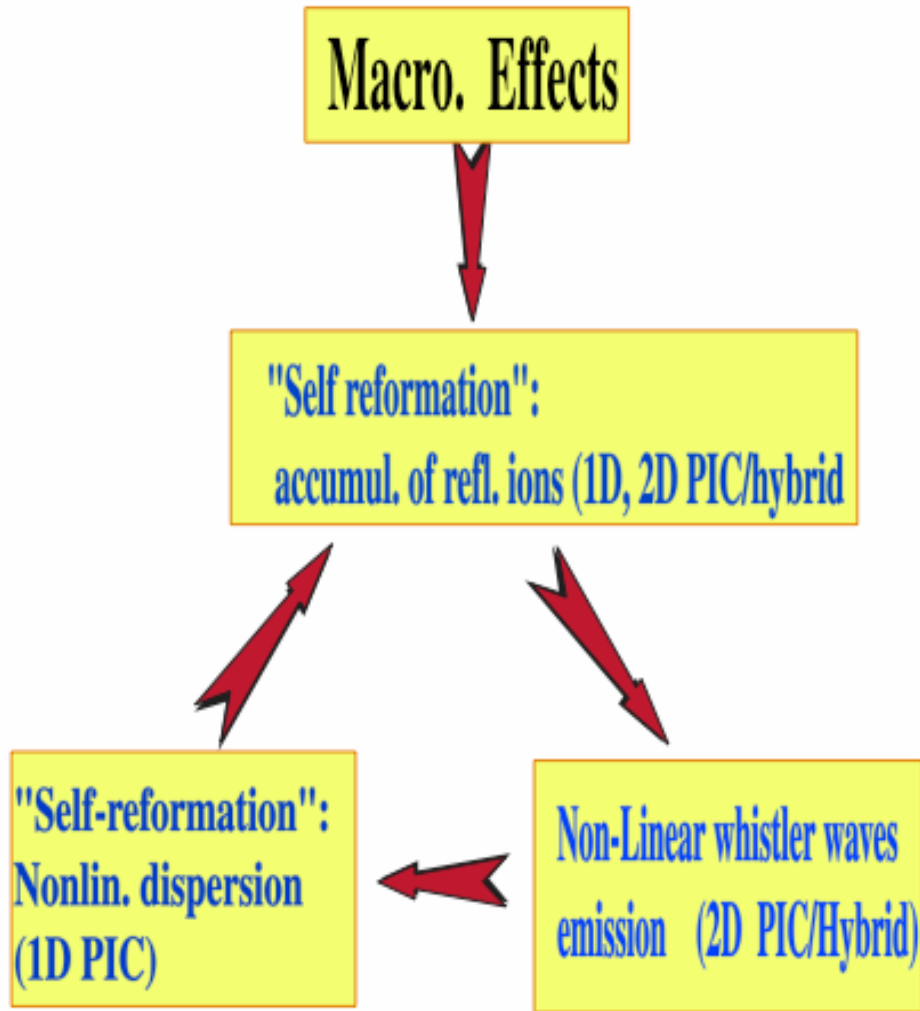 Macro. Effects
"Self reformation":
accumul. of refl. ions (1D, 2D PIC/hybrid
"Self-reformation":
Nonlin. dispersion
(1D PIC)
Non-Linear whistler waves
emission (2D PIC/Hybrid)